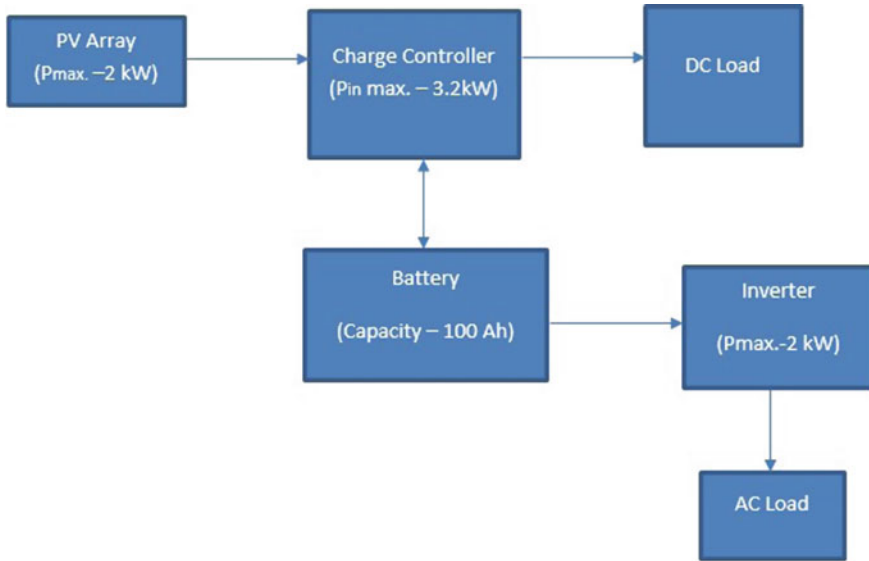 PV Array
(Pmax. –2 kW)
Charge Controller
(Pin max. – 3.2kW)
DC Load
Battery
(Capacity – 100 Ah)
Inverter
(Pmax.-2 kW)
AC Load